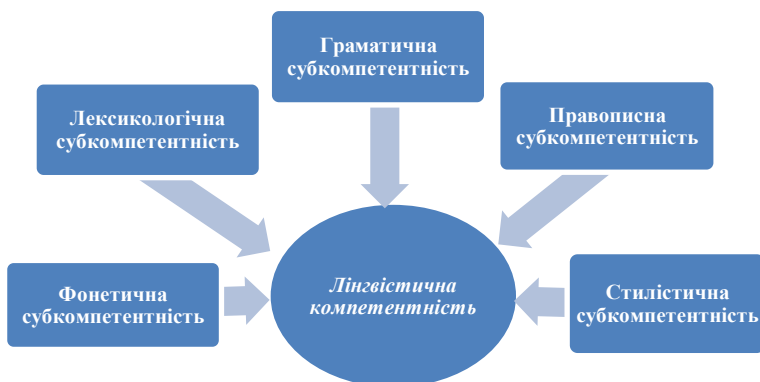 Граматична
субкомпетентність
Лексикологічна
субкомпетентність
Правописна
субкомпетентність
Фонетична
субкомпетентність
Лінгвістична
компетентність
Стилістична
субкомпетентність